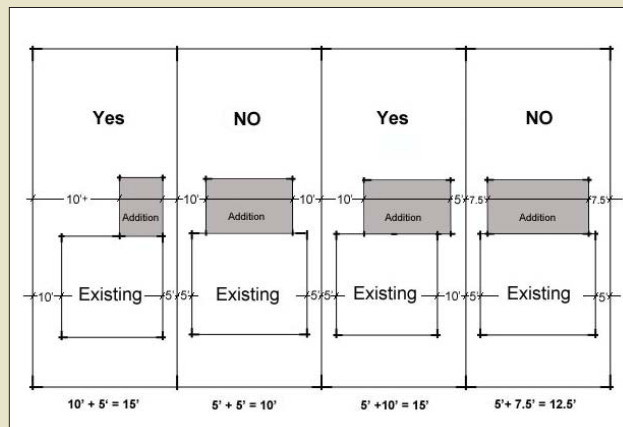 Yes NO Yes NO
10'+ 10' 10' 10' 5' 7.5' 7.5'
Addition Addition Addition Addition
10' Existing 5' 5' Existing 5' 5' Existing 10' 5' Existing 5'
10' + 5' = 15' 5' + 5' = 10' 5' +10' = 15' 5'+ 7.5' = 12.5'